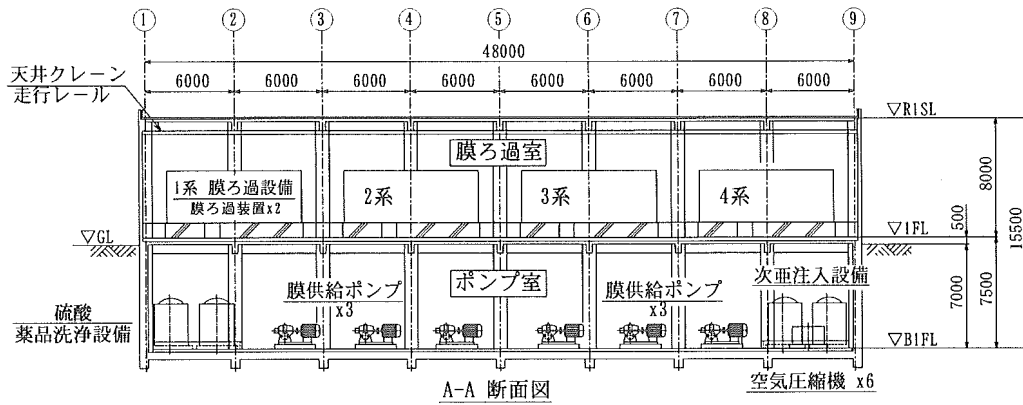 1 2 3 4 5 6 7 8 9
48000
6000 6000 6000 6000 6000 6000 6000 6000
天井クレーン
走行レール
▽R1SL
膜ろ過室
1系 膜ろ過設備
膜ろ過装置x2
2系
3系
4系
8000
▽GL
▽1FL
500
15500
ポンプ室
膜供給ポンプ
x3
膜供給ポンプ
x3
次亜注入設備
7000
7500
硫酸
薬品洗浄設備
▽B1FL
A-A 断面図
空気圧縮機 x6